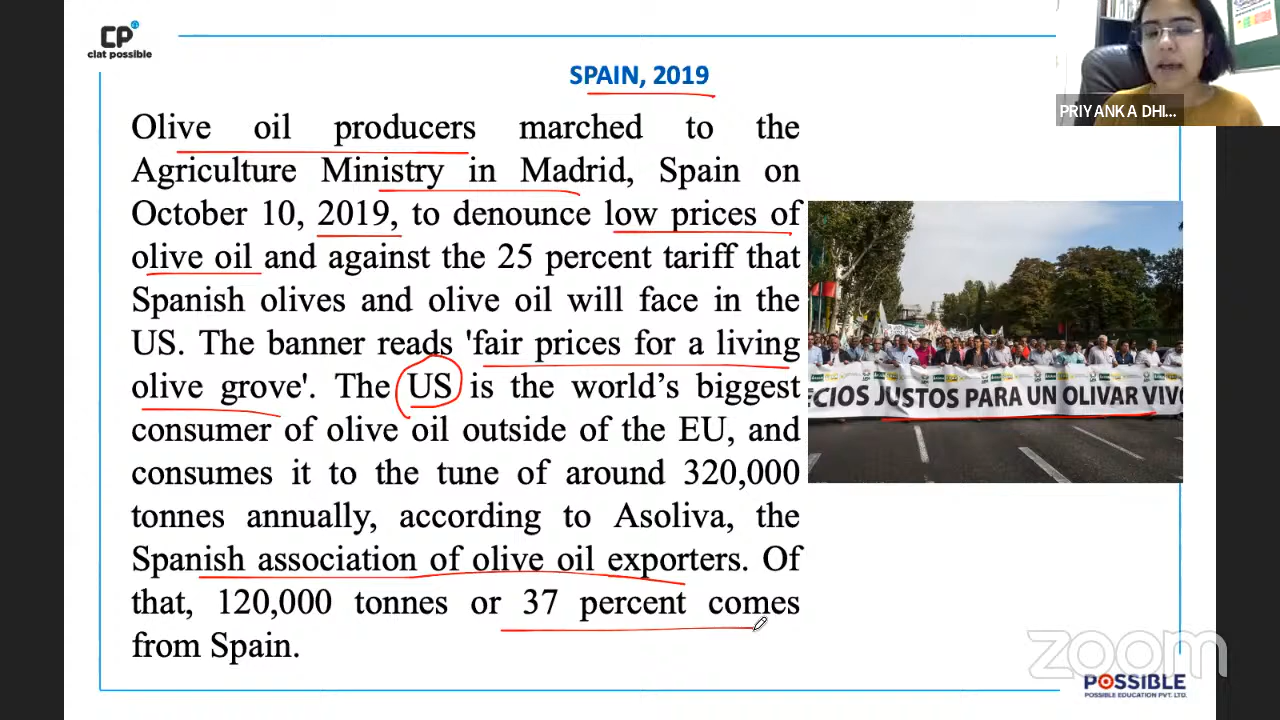 CP
clat possible
SPAIN, 2019
PRIYANKA DHI...
Olive oil producers marched to the
Agriculture Ministry in Madrid, Spain on
October 10, 2019, to denounce low prices of
olive oil and against the 25 percent tariff that
Spanish olives and olive oil will face in the
US. The banner reads 'fair prices for a living
olive grove'. The US is the world's biggest
consumer of olive oil outside of the EU, and
consumes it to the tune of around 320,000
tonnes annually, according to Asoliva, the
Spanish association of olive oil exporters. Of
that, 120,000 tonnes or 37 percent comes
from Spain.
ECIOS JUSTOS PARA UN OLIVAR VIVO
zoom
POSSIBLE
POSSIBLE EDUCATION PVT. LTD.